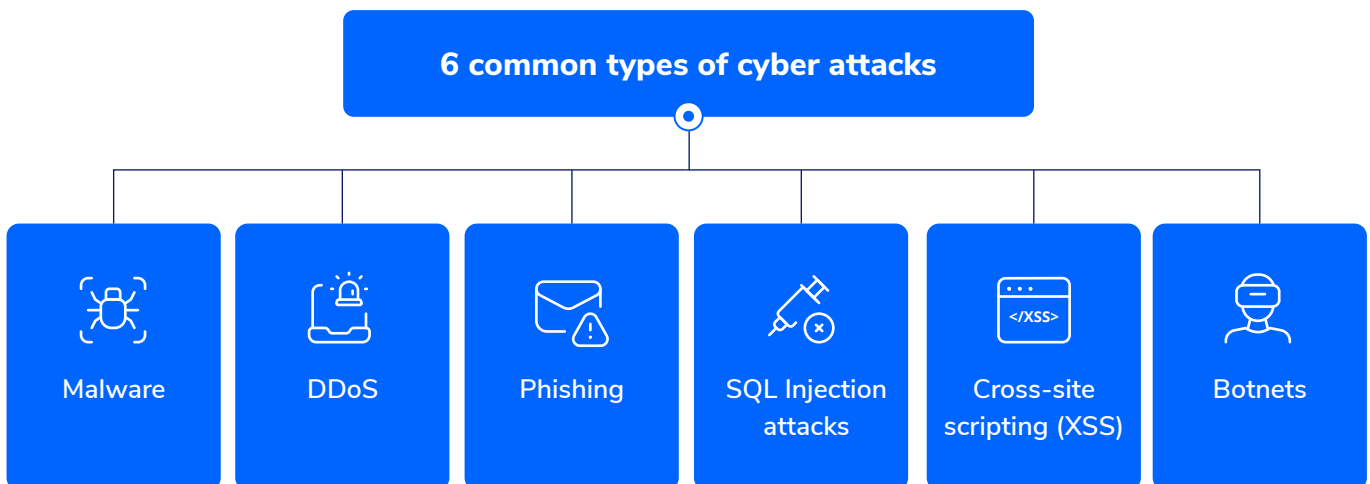 6 common types of cyber attacks
Malware
DDoS
Phishing
SQL Injection
attacks
</XSS>
Cross-site
scripting (XSS)
Botnets